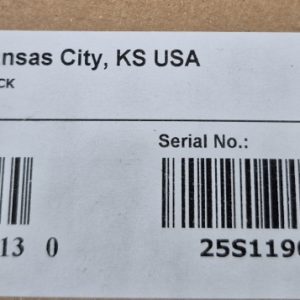 nsas City, KS USA
CK
Serial No.:
13 0
25S119